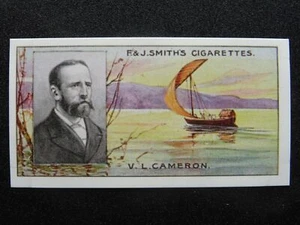 F. & J. SMITH'S CIGARETTES.
V. L. CAMERON.